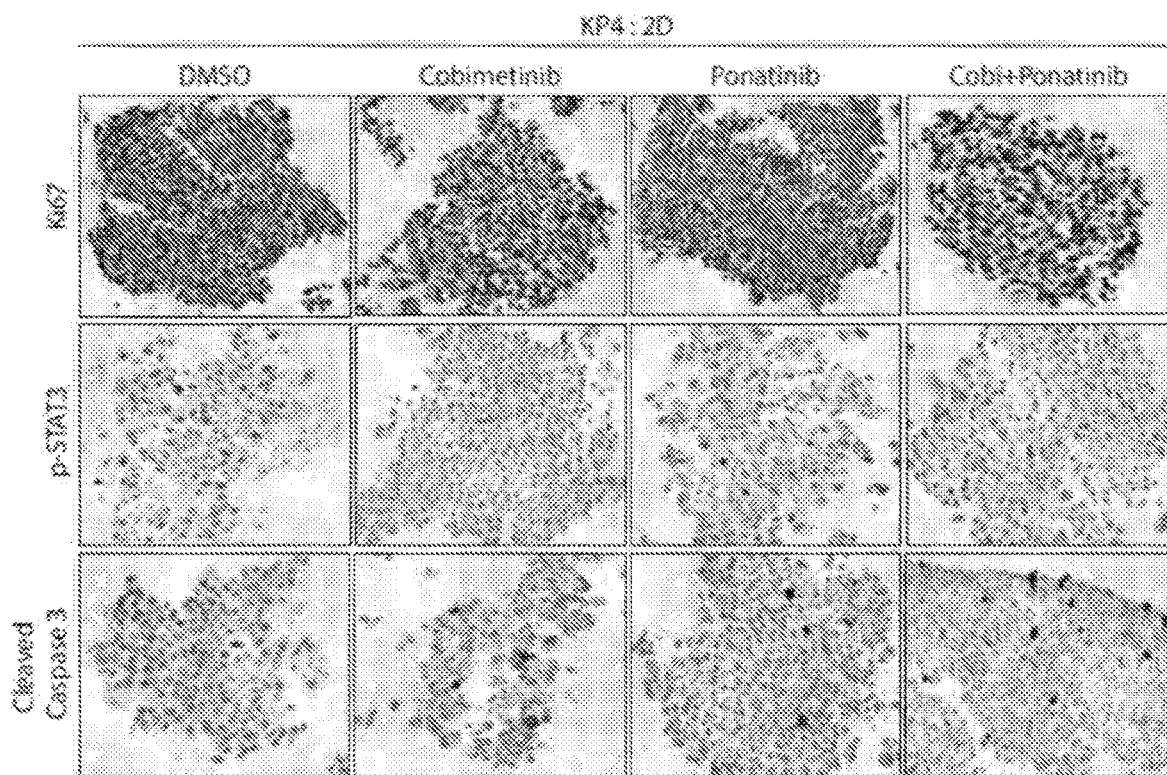 KP4 : 2D
DMSO
Cobimetinib
Ponatinib
Cobi+Ponatinib
Ki67
p-STAT3
Cleaved
Caspase 3